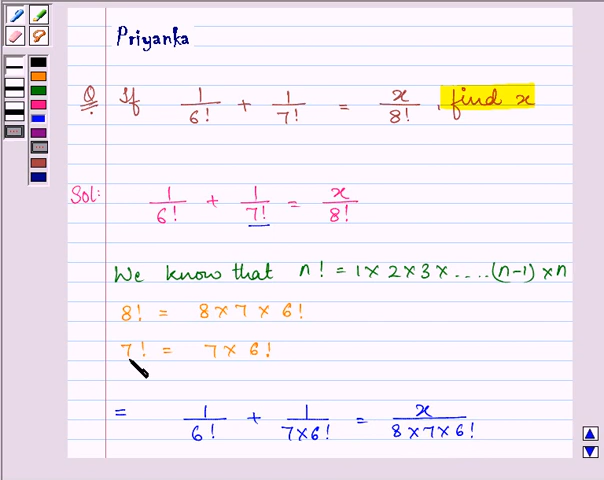 Priyanka
Q. If 1/6! + 1/7! = x/8!, find x
Sol: 1/6! + 1/7! = x/8!
We know that n! = 1 × 2 × 3 × .....(n-1) × n
8! = 8 × 7 × 6!
7! = 7 × 6!
= 1/6! + 1/7×6! = x/8×7×6!